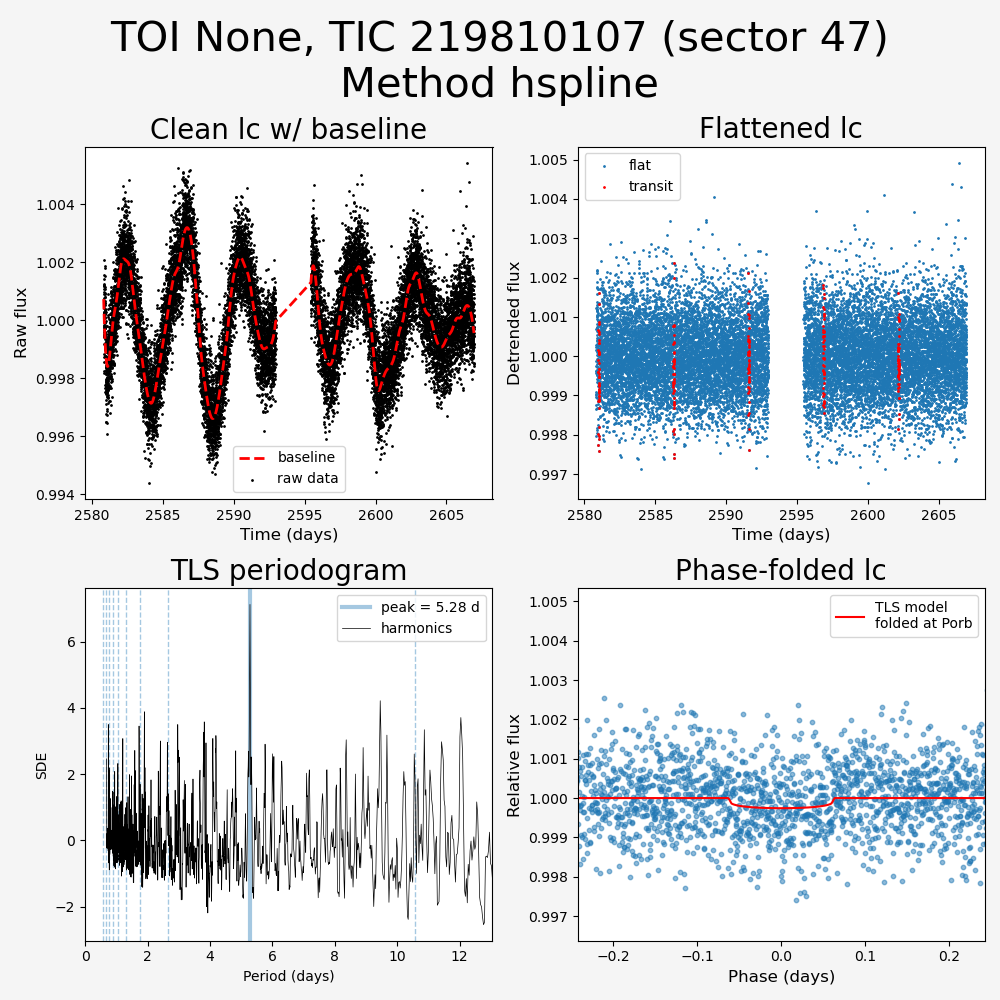 TOI None, TIC 219810107 (sector 47)
Method hspline
Clean lc w/ baseline
Raw flux
1.004
1.002
1.000
0.998
0.996
0.994
baseline
raw data
2580
2585
2590
2595
2600
2605
Time (days)
Flattened lc
Detrended flux
1.005
1.004
1.003
1.002
1.001
1.000
0.999
0.998
0.997
flat
transit
2580
2585
2590
2595
2600
2605
Time (days)
TLS periodogram
SDE
6
4
2
0
−2
peak = 5.28 d
harmonics
0
2
4
6
8
10
12
Period (days)
Phase-folded lc
Relative flux
1.005
1.004
1.003
1.002
1.001
1.000
0.999
0.998
0.997
TLS model
folded at Porb
−0.2
−0.1
0.0
0.1
0.2
Phase (days)